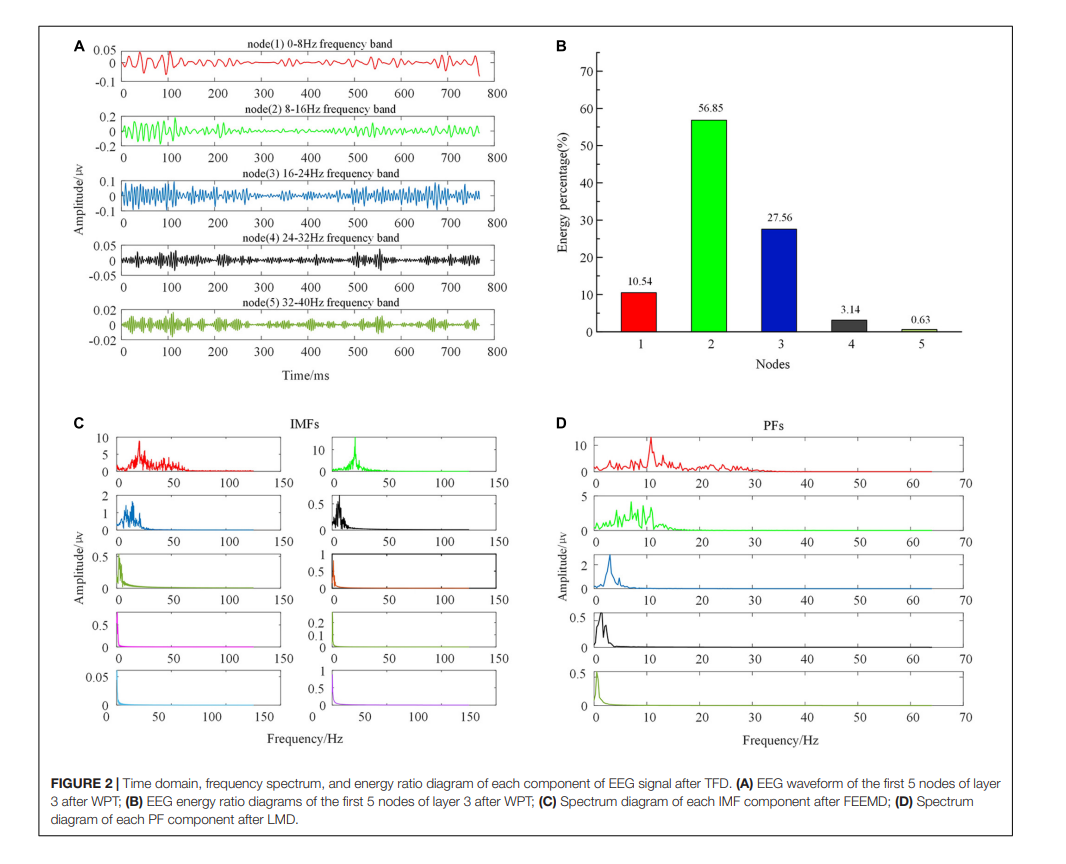 A
node(1) 0-8Hz frequency band
0.05
0
-0.1
0 100 200 300 400 500 600 700 800
node(2) 8-16Hz frequency band
0.2
0
-0.2
0 100 200 300 400 500 600 700 800
node(3) 16-24Hz frequency band
0.1
0
-0.1
0 100 200 300 400 500 600 700 800
node(4) 24-32Hz frequency band
0.05
0
-0.05
0 100 200 300 400 500 600 700 800
node(5) 32-40Hz frequency band
0.02
0
-0.02
0 100 200 300 400 500 600 700 800
Amplitude/μv
Time/ms
B
70
60
50
40
30
20
10
0
Energy percentage(%)
10.54
56.85
27.56
3.14
0.63
1 2 3 4 5
Nodes
C
IMFs
10
5
0
0 50 100 150
10
0
0 50 100 150
2
1
0
0 50 100 150
0.5
0
0 50 100 150
0.5
0
0 50 100 150
1
0.5
0
0 50 100 150
0.5
0
0 50 100 150
0.2
0.1
0
0 50 100 150
0.05
0
0 50 100 150
1
0.5
0
0 50 100 150
Amplitude/μv
Frequency/Hz
D
PFs
10
0
0 10 20 30 40 50 60 70
5
0
0 10 20 30 40 50 60 70
2
0
0 10 20 30 40 50 60 70
0.5
0
0 10 20 30 40 50 60 70
0.5
0
0 10 20 30 40 50 60 70
Amplitude/μv
Frequency/Hz
FIGURE 2 | Time domain, frequency spectrum, and energy ratio diagram of each component of EEG signal after TFD. (A) EEG waveform of the first 5 nodes of layer
3 after WPT; (B) EEG energy ratio diagrams of the first 5 nodes of layer 3 after WPT; (C) Spectrum diagram of each IMF component after FEEMD; (D) Spectrum
diagram of each PF component after LMD.